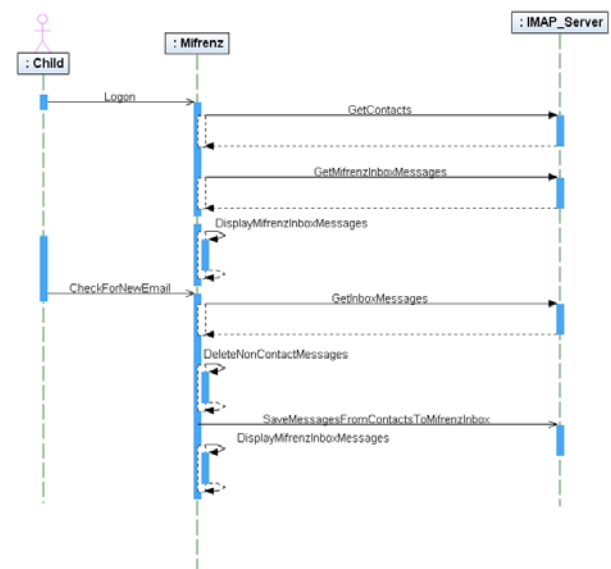 : IMAP_Server
: Mifrenz
: Child
Logon
GetContacts
GetMifrenzInboxMessages
DisplayMifrenzInboxMessages
CheckForNewEmail
GetInboxMessages
DeleteNonContactMessages
SaveMessagesFromContactsToMifrenzInbox
DisplayMifrenzInboxMessages